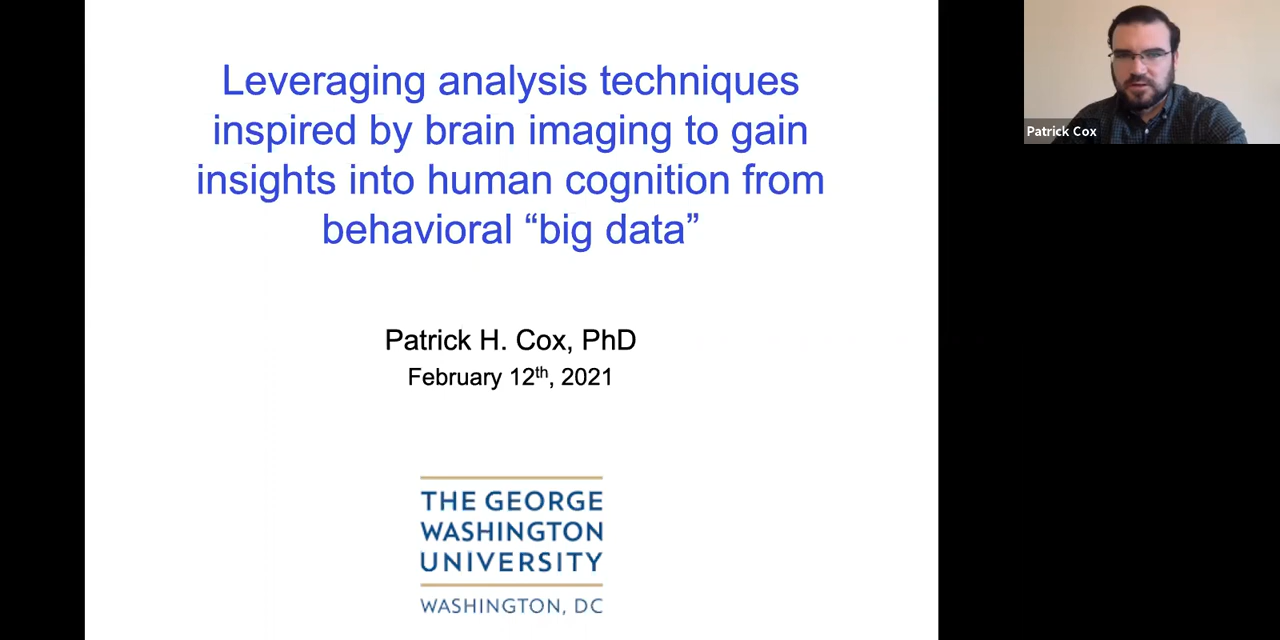 Leveraging analysis techniques
inspired by brain imaging to gain
insights into human cognition from
behavioral “big data”
Patrick H. Cox, PhD
February 12th, 2021
THE GEORGE
WASHINGTON
UNIVERSITY
WASHINGTON, DC
Patrick Cox